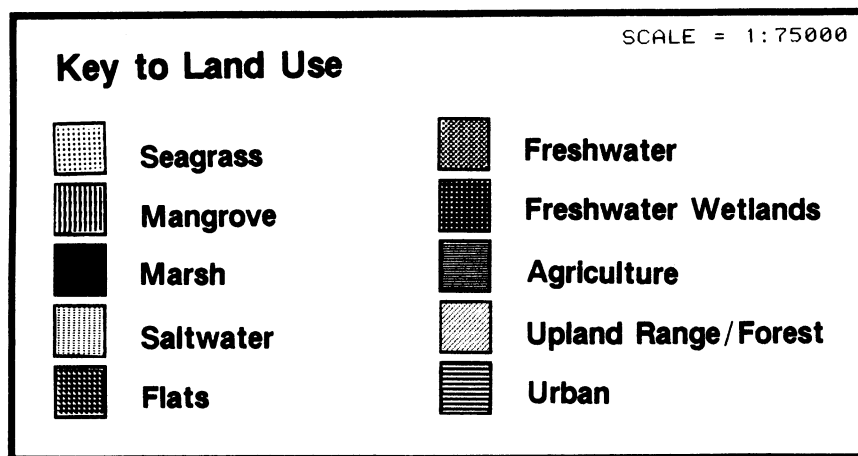 SCALE = 1:75000
Key to Land Use
Seagrass
Mangrove
Marsh
Saltwater
Flats
Freshwater
Freshwater Wetlands
Agriculture
Upland Range/Forest
Urban